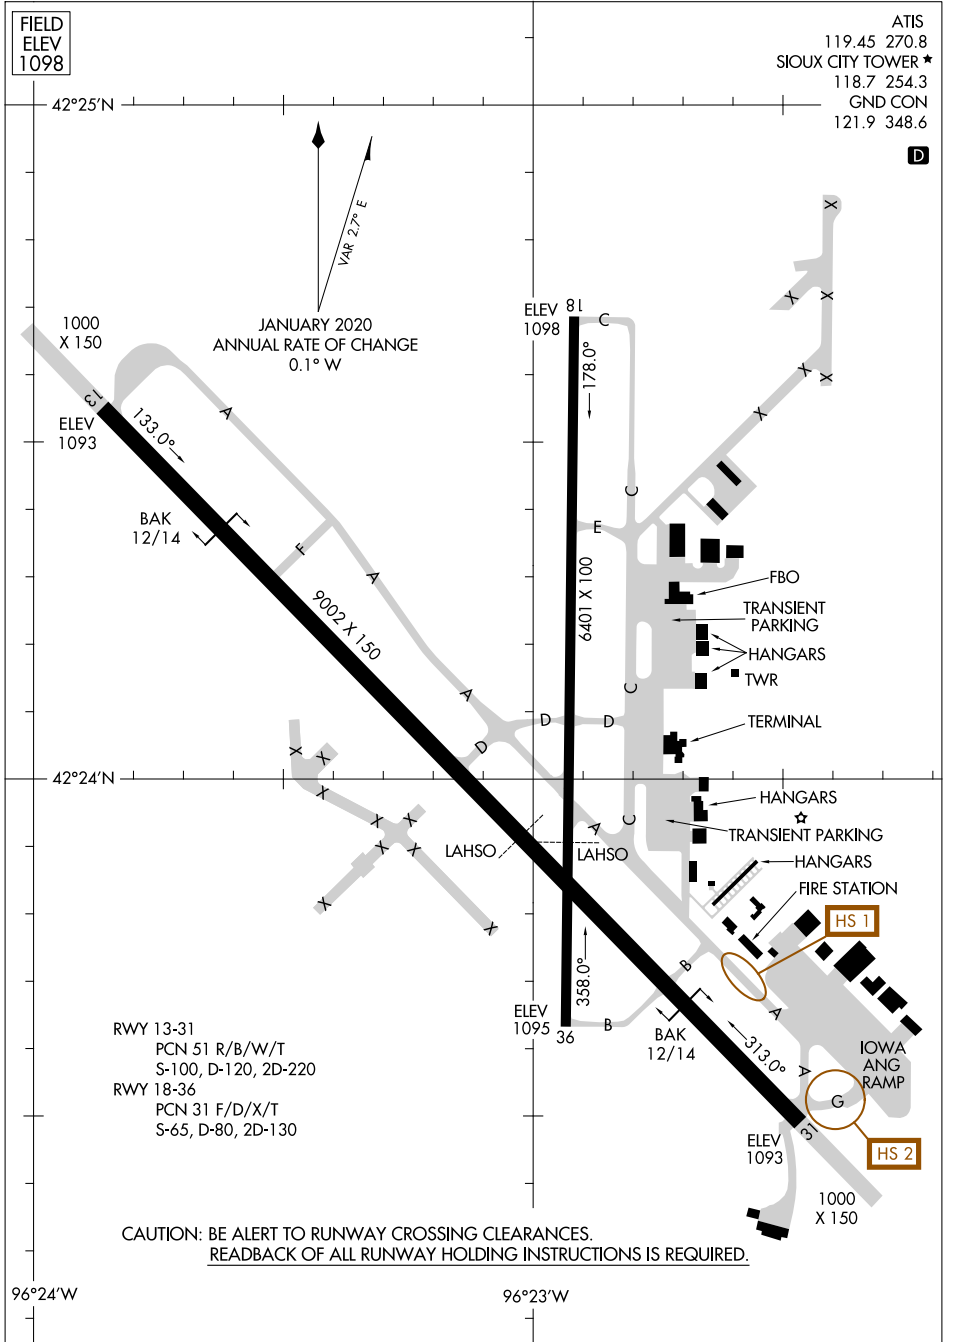 FIELD
ELEV
1098
ATIS
119.45 270.8
SIOUX CITY TOWER ★
118.7 254.3
GND CON
121.9 348.6
D
42°25'N
VAR 2.7° E
JANUARY 2020
ANNUAL RATE OF CHANGE
0.1° W
X
X
X
X
X
X
X
1000
X 150
13
ELEV
1093
133.0°
A
ELEV
1098
18
C
178.0°
C
E
BAK
12/14
F
A
9002 X 150
6401 X 100
FBO
TRANSIENT
PARKING
HANGARS
TWR
C
A
D
D
D
TERMINAL
42°24'N
X
X
X
X
X
X
X
X
X
HANGARS
TRANSIENT PARKING
C
A
LAHSO
LAHSO
HANGARS
FIRE STATION
HS 1
B
358.0°
ELEV
1095
36
B
BAK
12/14
A
313.0°
A
IOWA
ANG
RAMP
G
31
ELEV
1093
HS 2
1000
X 150
RWY 13-31
PCN 51 R/B/W/T
S-100, D-120, 2D-220
RWY 18-36
PCN 31 F/D/X/T
S-65, D-80, 2D-130
CAUTION: BE ALERT TO RUNWAY CROSSING CLEARANCES.
READBACK OF ALL RUNWAY HOLDING INSTRUCTIONS IS REQUIRED.
96°24'W
96°23'W